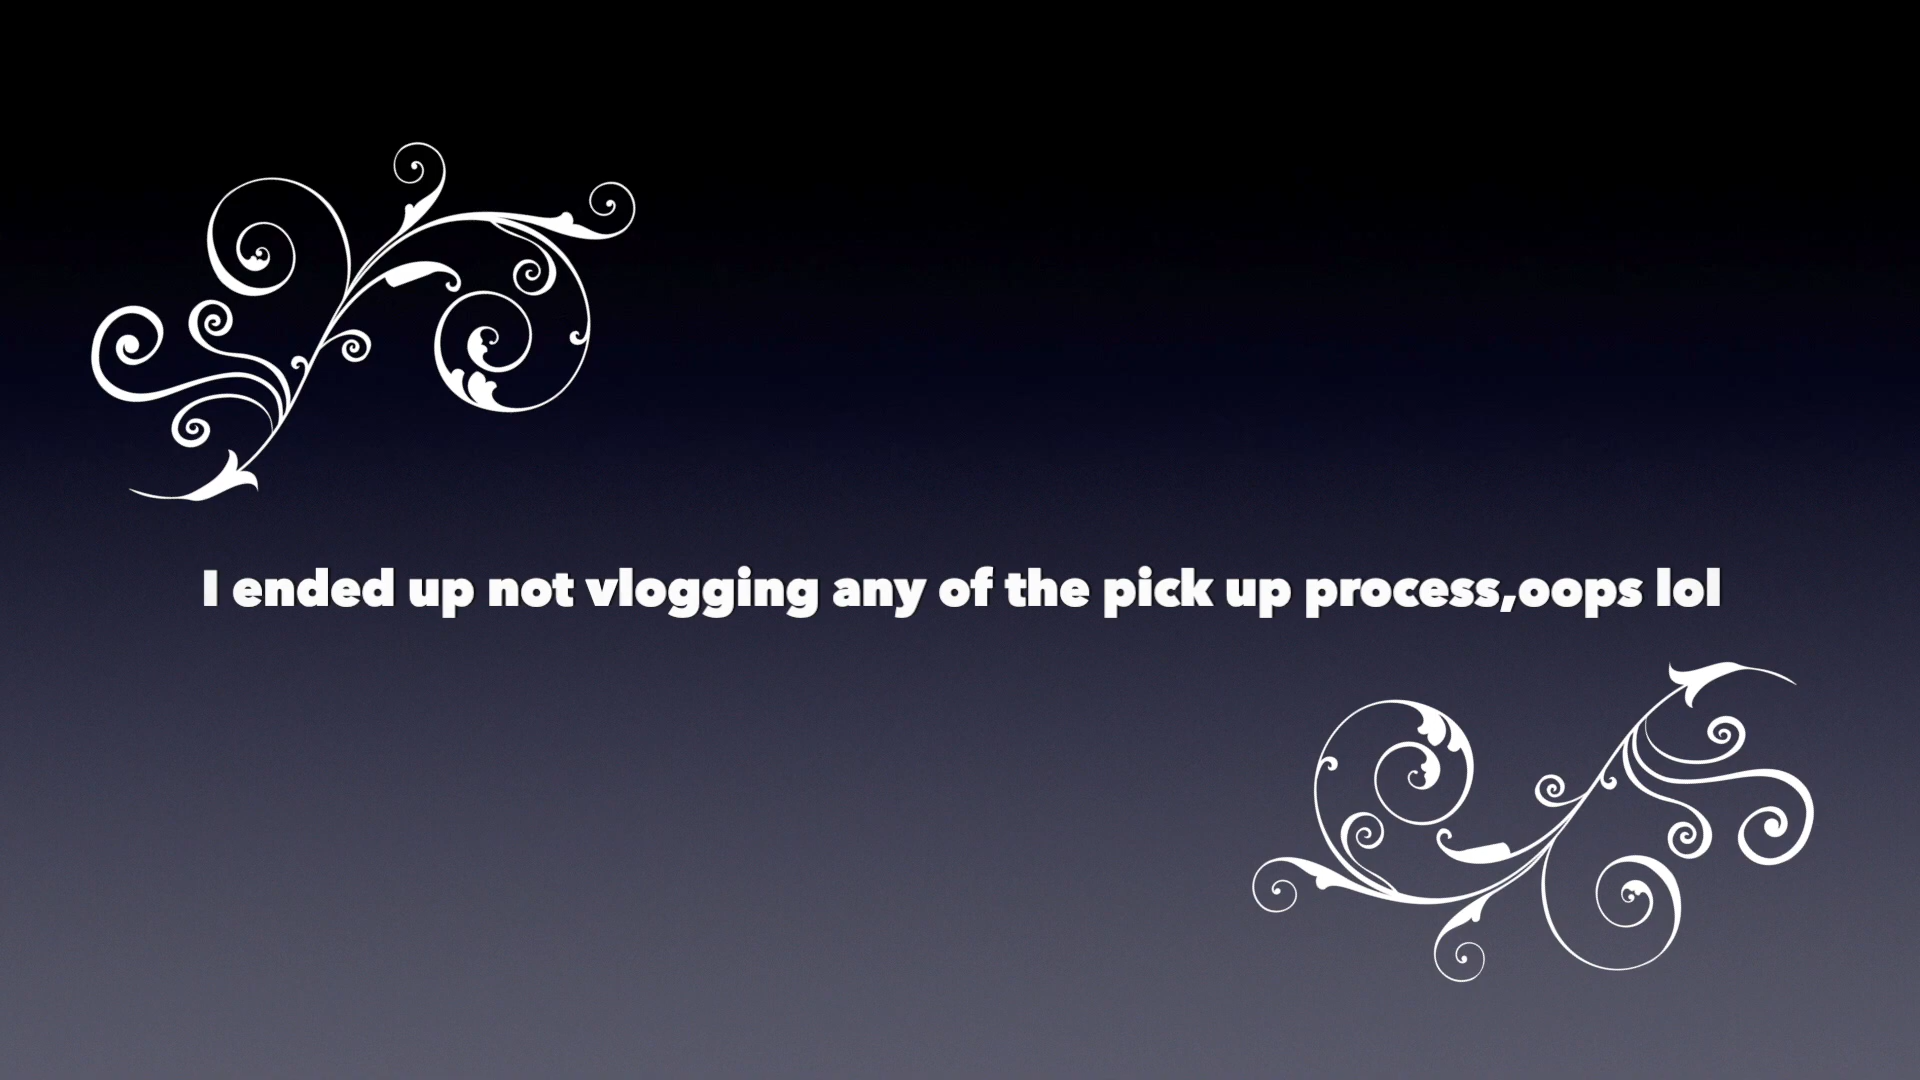 I ended up not vlogging any of the pick up process,oops lol